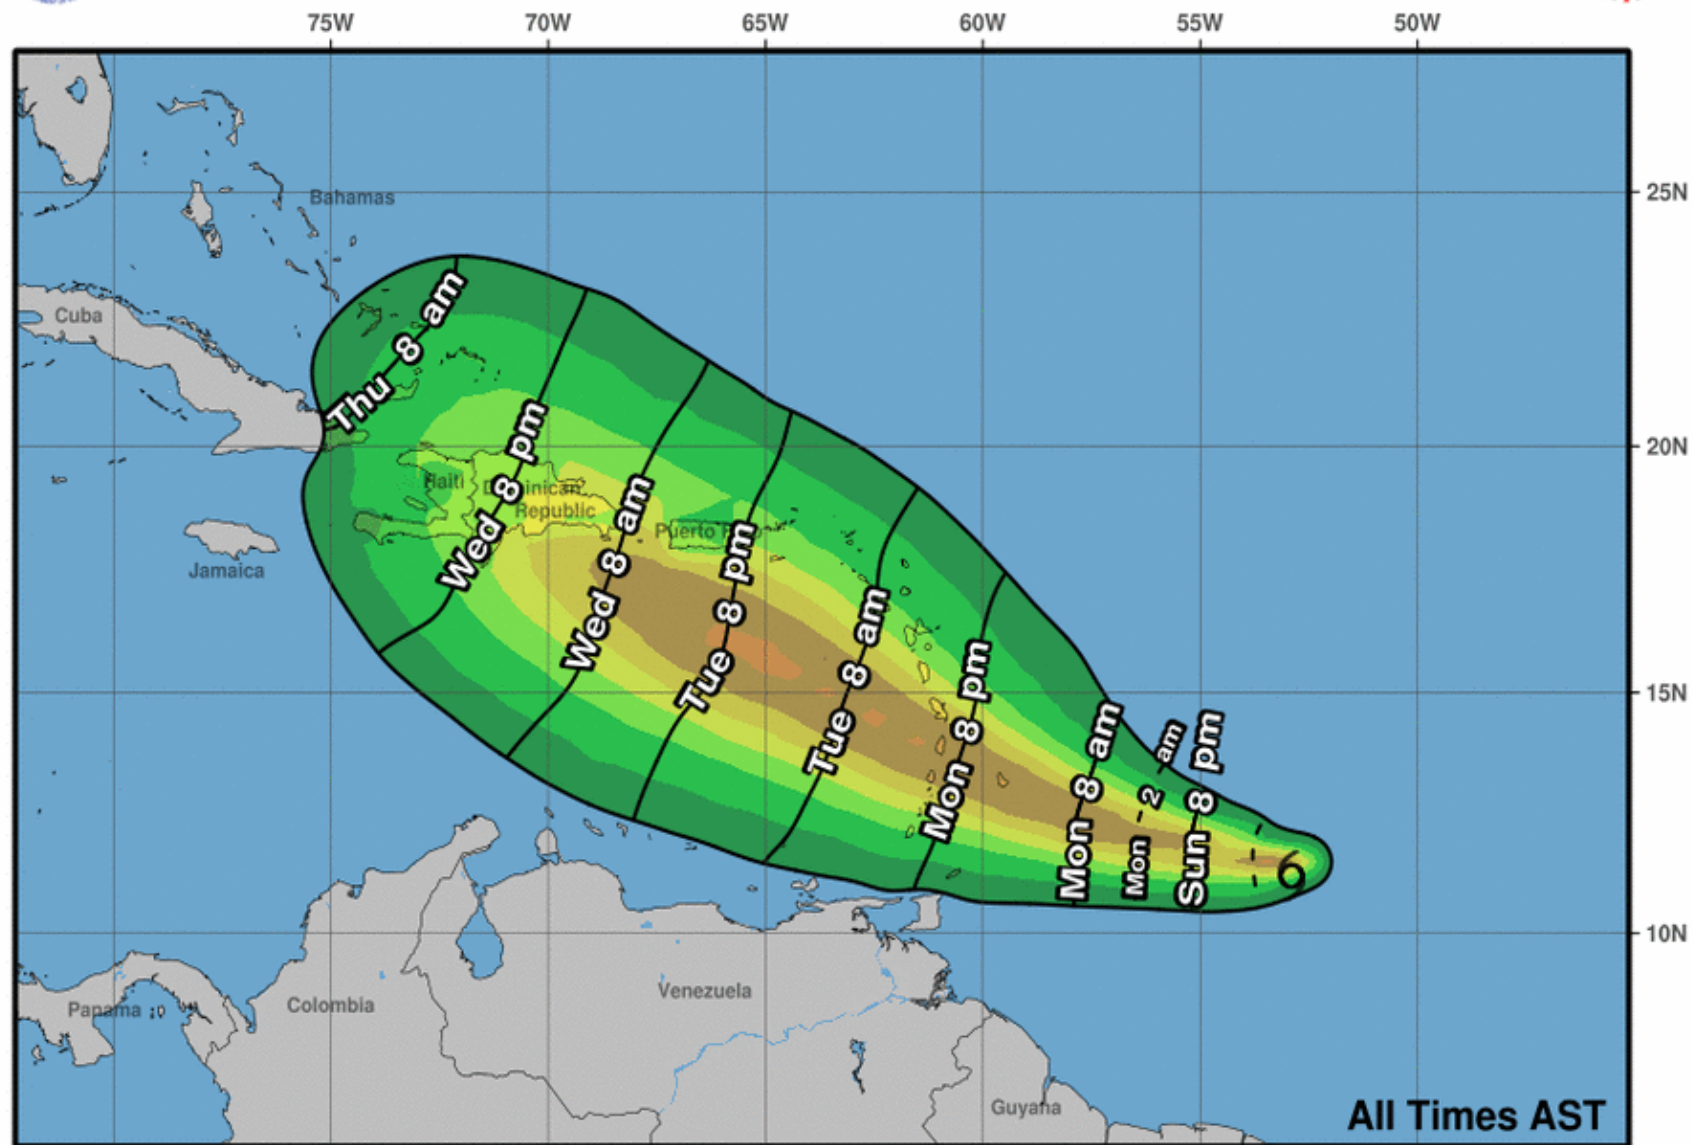 75W 70W 65W 60W 55W 50W
25N
Bahamas
Thu 8 am
Cuba
20N
Wed 8 pm
Haiti
Dominican
Republic
Wed 8 am
Puerto Rico
Tue 8 pm
Jamaica
Tue 8 am
Mon 8 pm
15N
Mon 8 am
Mon 2 am
Sun 8 pm
6
10N
Venezuela
Panama
Colombia
Guyana
All Times AST